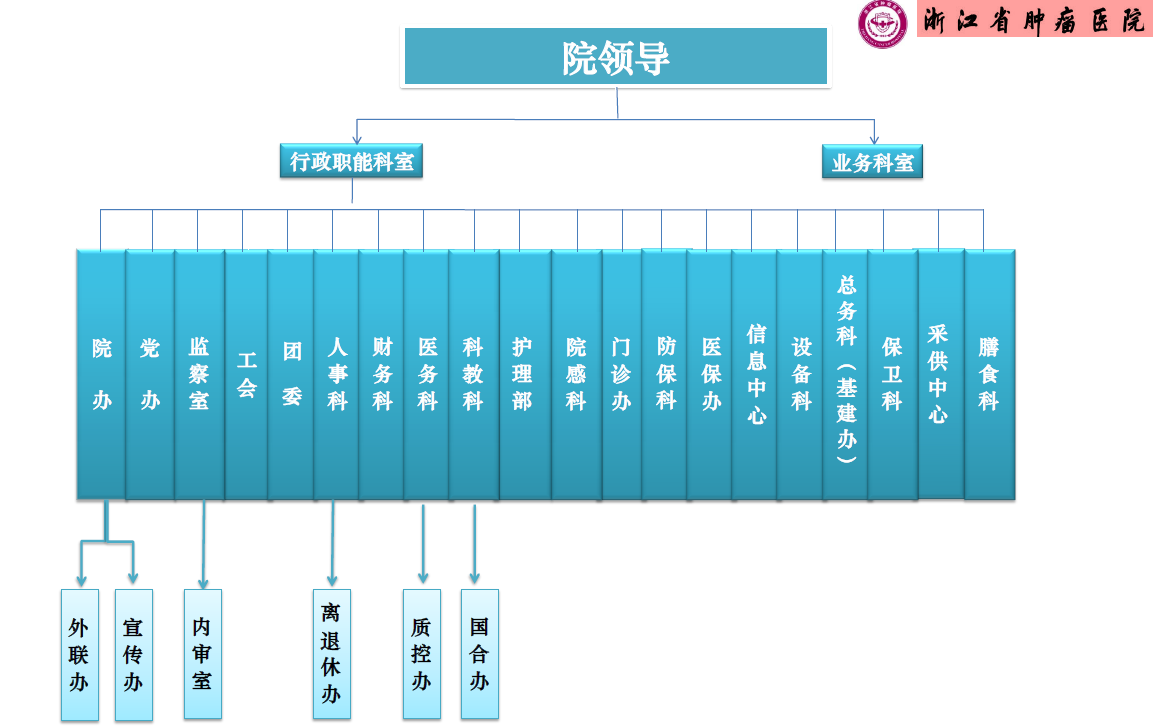 浙江省肿瘤医院
院领导
行政职能科室
业务科室
院办
党办
监察室
工会
团委
人事科
财务科
医务科
科教科
护理部
院感科
门诊办
防保科
医保办
信息中心
设备科
总务科（基建办）
保卫科
采供中心
膳食科
外联办
宣传办
内审室
离退休办
质控办
国合办